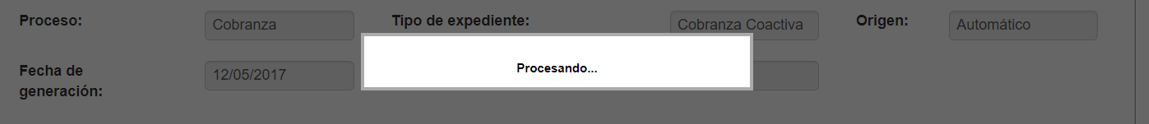 Proceso: Cobranza Tipo de expediente: Cobranza Coactiva Origen: Automático
Procesando...
Fecha de
generación: 12/05/2017